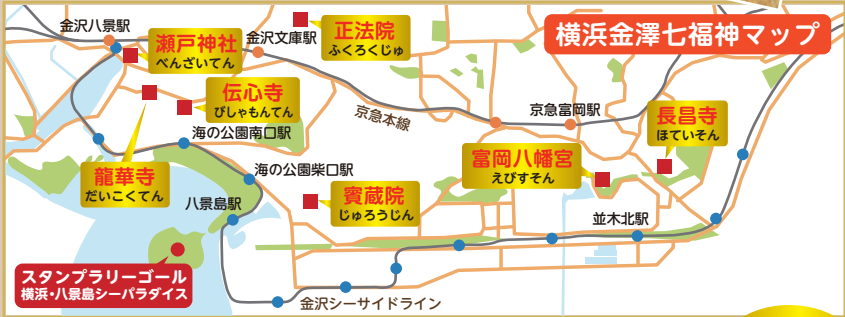 横浜金澤七福神マップ
金沢八景駅
瀬戸神社
べんざいてん
金沢文庫駅
正法院
ふくろくじゅ
伝心寺
びしゃもんてん
京急本線
京急富岡駅
長昌寺
ほていそん
海の公園南口駅
富岡八幡宮
えびすそん
龍華寺
だいこくてん
海の公園柴口駅
八景島駅
寳蔵院
じゅろうじん
並木北駅
スタンプラリーゴール
横浜・八景島シーパラダイス
金沢シーサイドライン